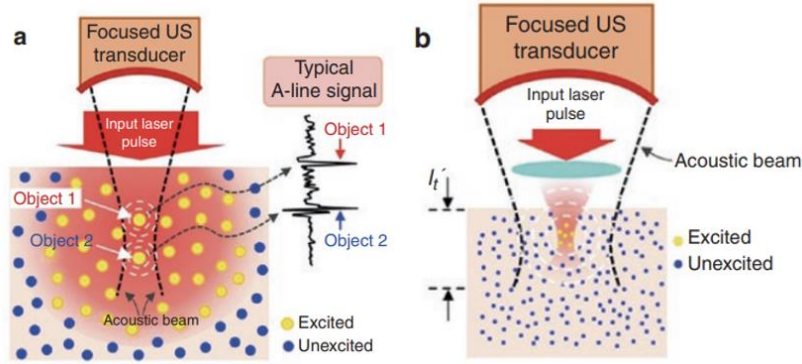 a
Focused US
transducer
Input laser
pulse
Typical
A-line signal
Object 1
Object 2
Object 1
Object 2
Acoustic beam
Excited
Unexcited
b
Focused US
transducer
Input laser
pulse
Acoustic beam
lt´
Excited
Unexcited